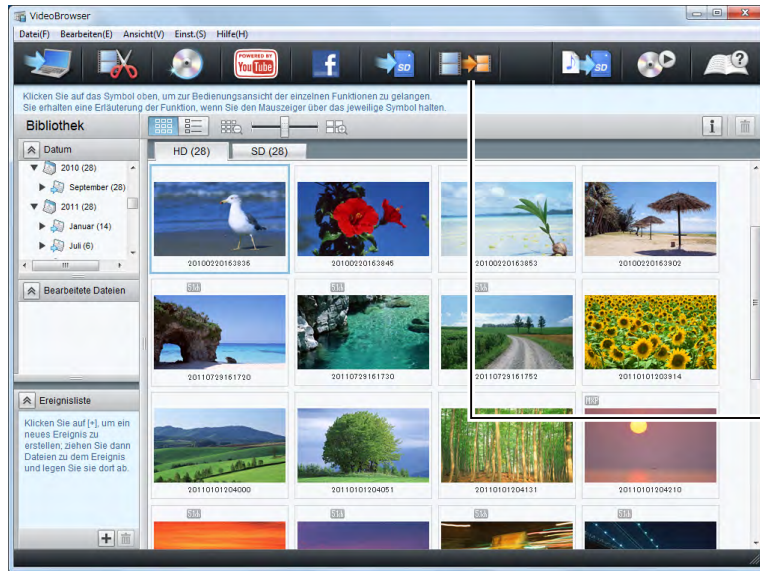 VideoBrowser
Datei(F) Bearbeiten(E) Ansicht(V) Einst.(S) Hilfe(H)
POWERED BY
YouTube
f
SD
SD
?
Klicken Sie auf das Symbol oben, um zur Bedienungsansicht der einzelnen Funktionen zu gelangen.
Sie erhalten eine Erläuterung der Funktion, wenn Sie den Mauszeiger über das jeweilige Symbol halten.
Bibliothek
i
Datum
HD (28) SD (28)
2010 (28)
September (28)
2011 (28)
Januar (14)
Juli (6)
Bearbeitete Dateien
Ereignisliste
Klicken Sie auf [+], um ein
neues Ereignis zu
erstellen; ziehen Sie dann
Dateien zu dem Ereignis
und legen Sie sie dort ab.
+
20100220163836 20100220163845 20100220163853 20100220163902
20110729161720 20110729161730 20110729161752 20110101203914
MXP
20110101204000 20110101204051 20110101204131 20110101204210